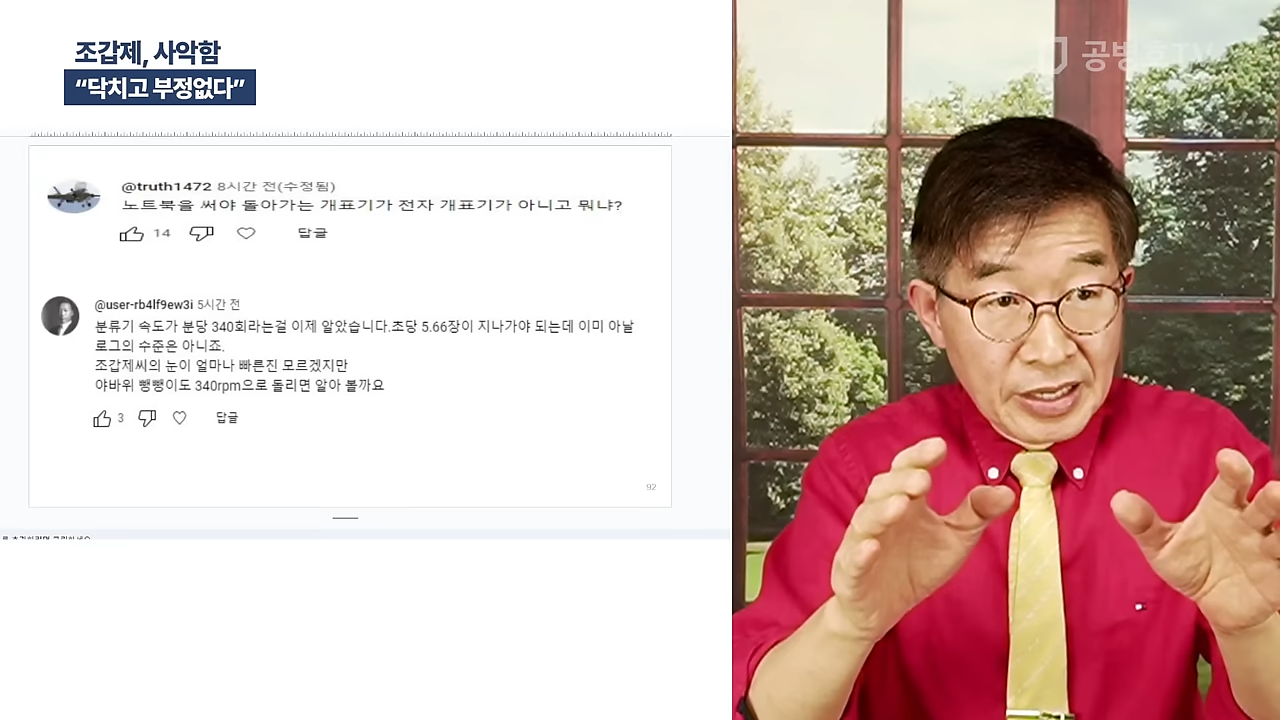 조갑제, 사악함
“닥치고 부정없다”
공병호TV
@truth1472 8시간 전(수정됨)
노트북을 써야 돌아가는 개표기가 전자 개표기가 아니고 뭐냐?
14 답글
@user-rb4lf9ew3i 5시간 전
분류기 속도가 분당 340회라는걸 이제 알았습니다.초당 5.66장이 지나가야 되는데 이미 아날
로그의 수준은 아니죠.
조갑제씨의 눈이 얼마나 빠른진 모르겠지만
야바위 뺑뺑이도 340rpm으로 돌리면 알아 볼까요
3 답글
92